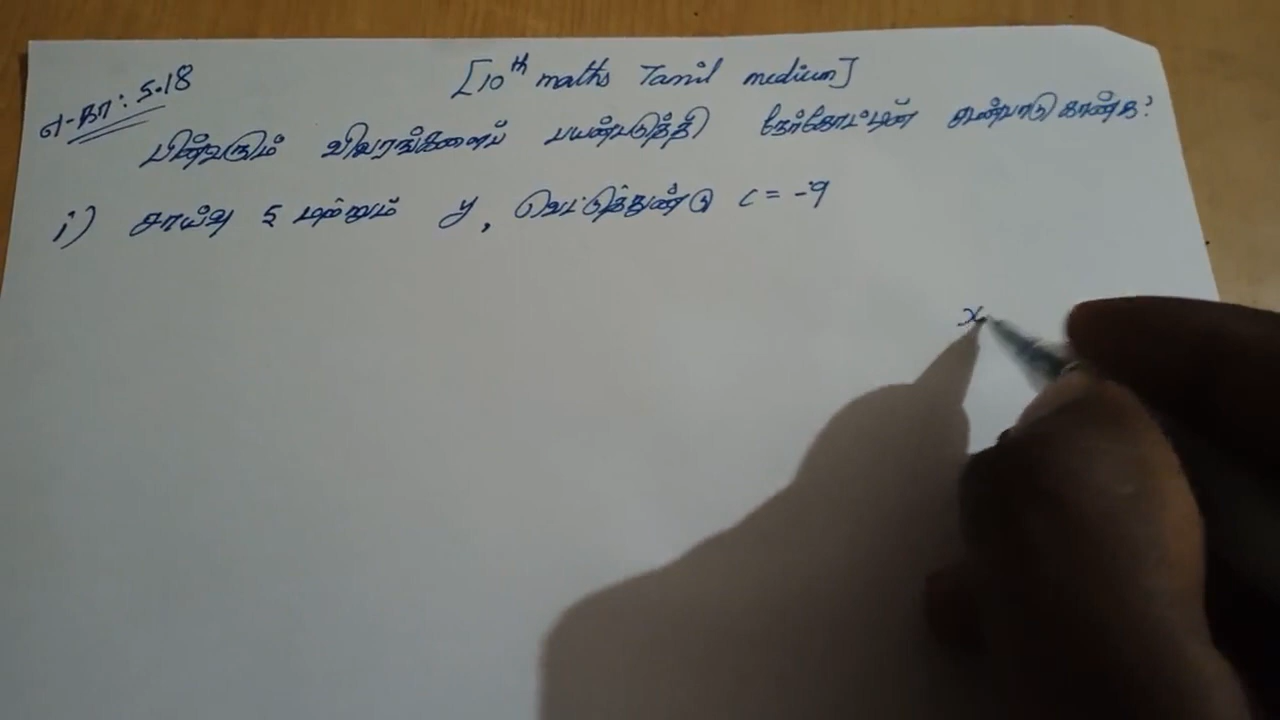 [10th maths Tamil medium]
எ-கா: 5.18
பின்வரும் விவரங்களைப் பயன்படுத்தி நேர்கோட்டின் சமன்பாடு காண்க?
i) சாய்வு 5 மற்றும் y, வெட்டுத்துண்டு c = -9
x